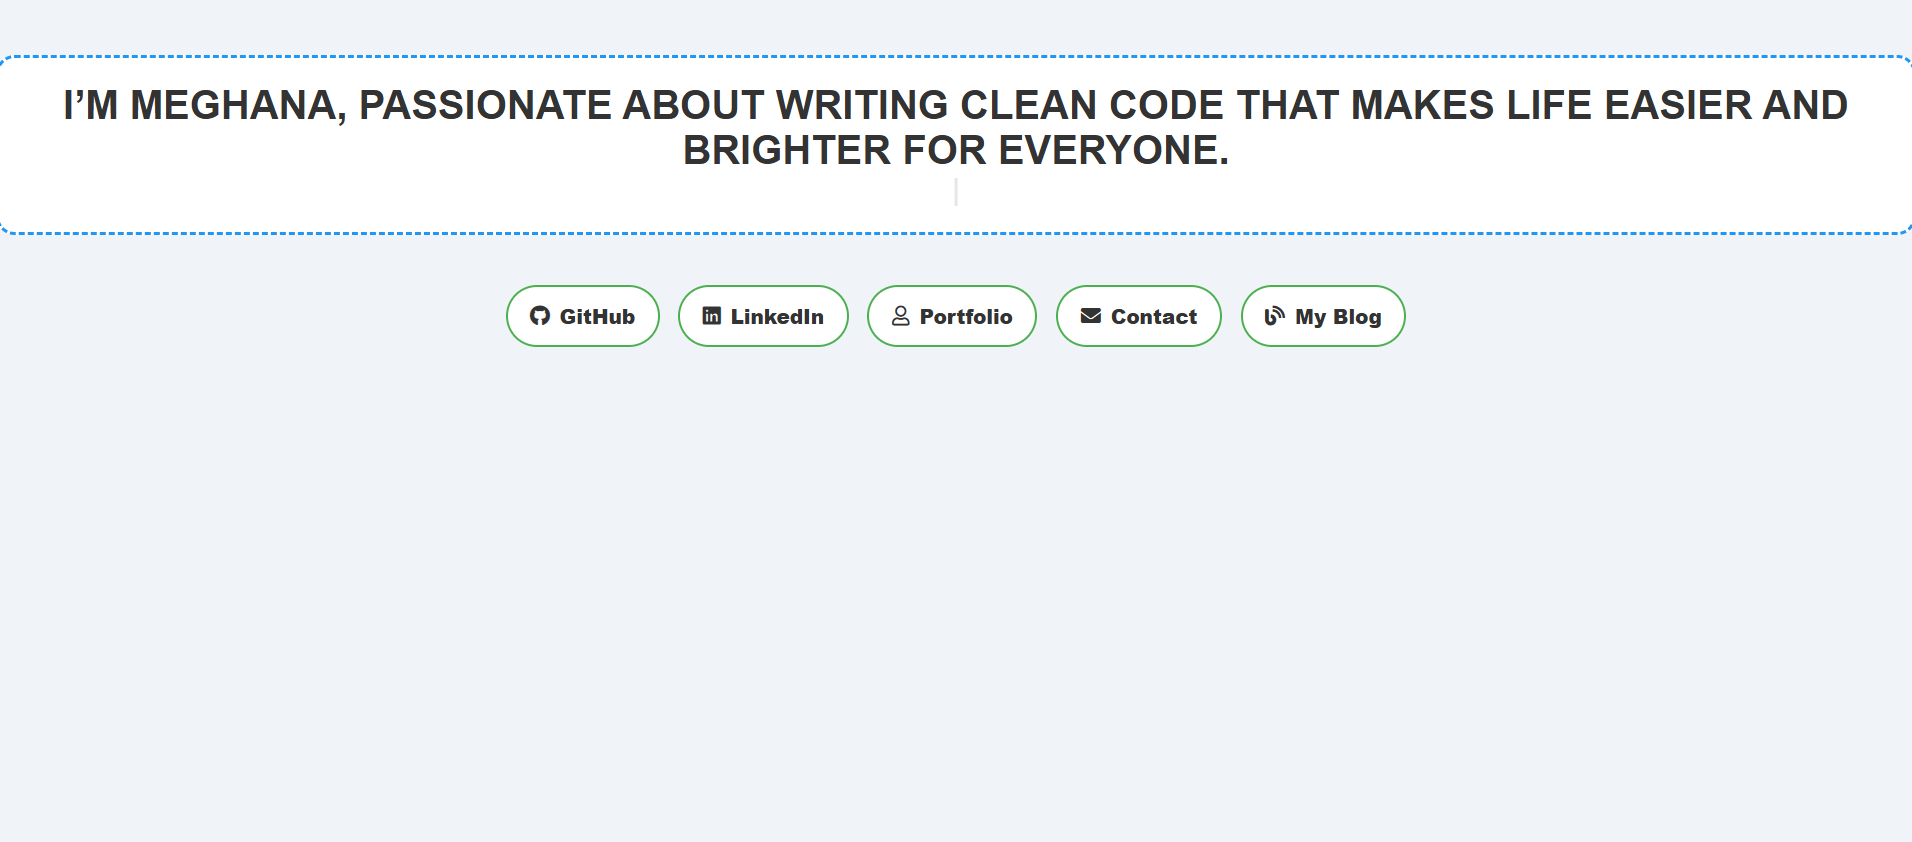 I’M MEGHANA, PASSIONATE ABOUT WRITING CLEAN CODE THAT MAKES LIFE EASIER AND
BRIGHTER FOR EVERYONE.
GitHub
LinkedIn
Portfolio
Contact
My Blog